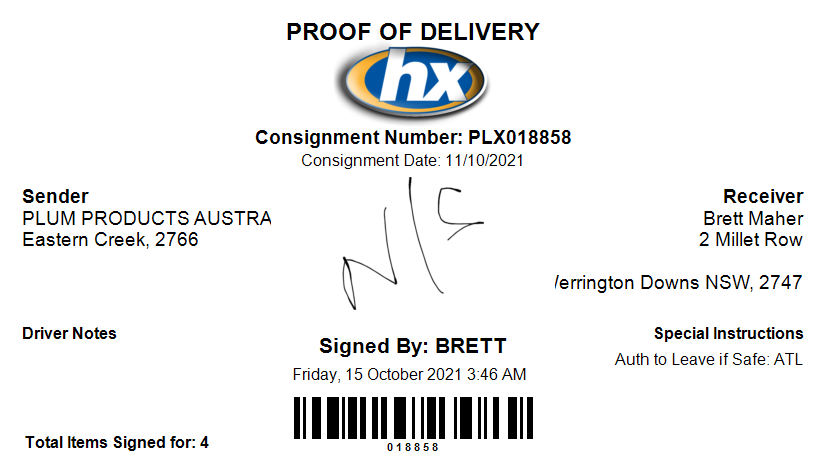 PROOF OF DELIVERY
hx
Consignment Number: PLX018858
Consignment Date: 11/10/2021
Sender
PLUM PRODUCTS AUSTRA
Eastern Creek, 2766
N/S
Receiver
Brett Maher
2 Millet Row
Verrington Downs NSW, 2747
Driver Notes
Signed By: BRETT
Friday, 15 October 2021 3:46 AM
Special Instructions
Auth to Leave if Safe: ATL
Total Items Signed for: 4
018858